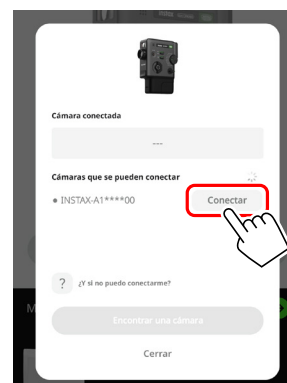 Cámara conectada
---
Cámaras que se pueden conectar
INSTAX-A1****00
Conectar
?
¿Y si no puedo conectarme?
Encontrar una cámara
Cerrar
M